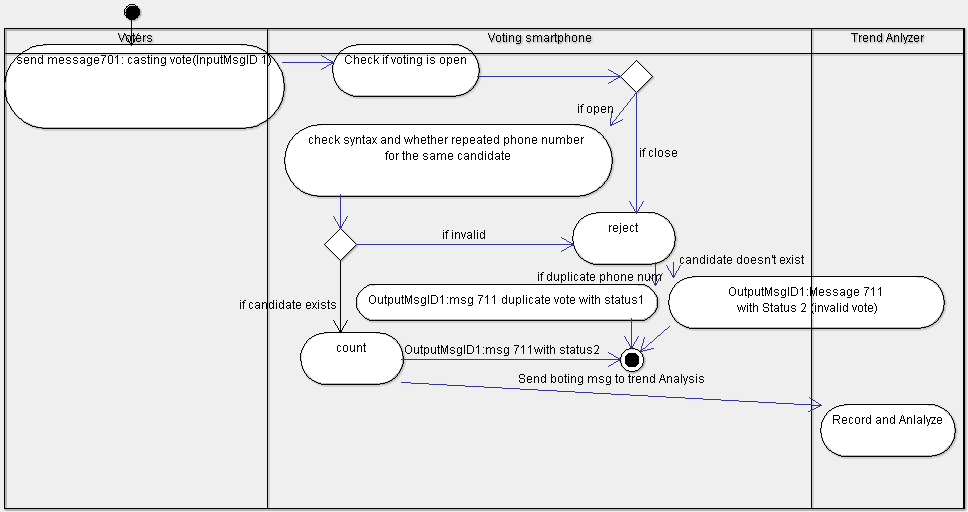 Voters
Voting smartphone
Trend Anlyzer
send message701: casting vote(InputMsgID 1)
Check if voting is open
if open
check syntax and whether repeated phone number
for the same candidate
if close
if invalid
reject
if duplicate phone num
candidate doesn't exist
OutputMsgID1:msg 711 duplicate vote with status1
OutputMsgID1:Message 711
with Status 2 (invalid vote)
if candidate exists
count
OutputMsgID1:msg 711with status2
Send boting msg to trend Analysis
Record and Anlalyze